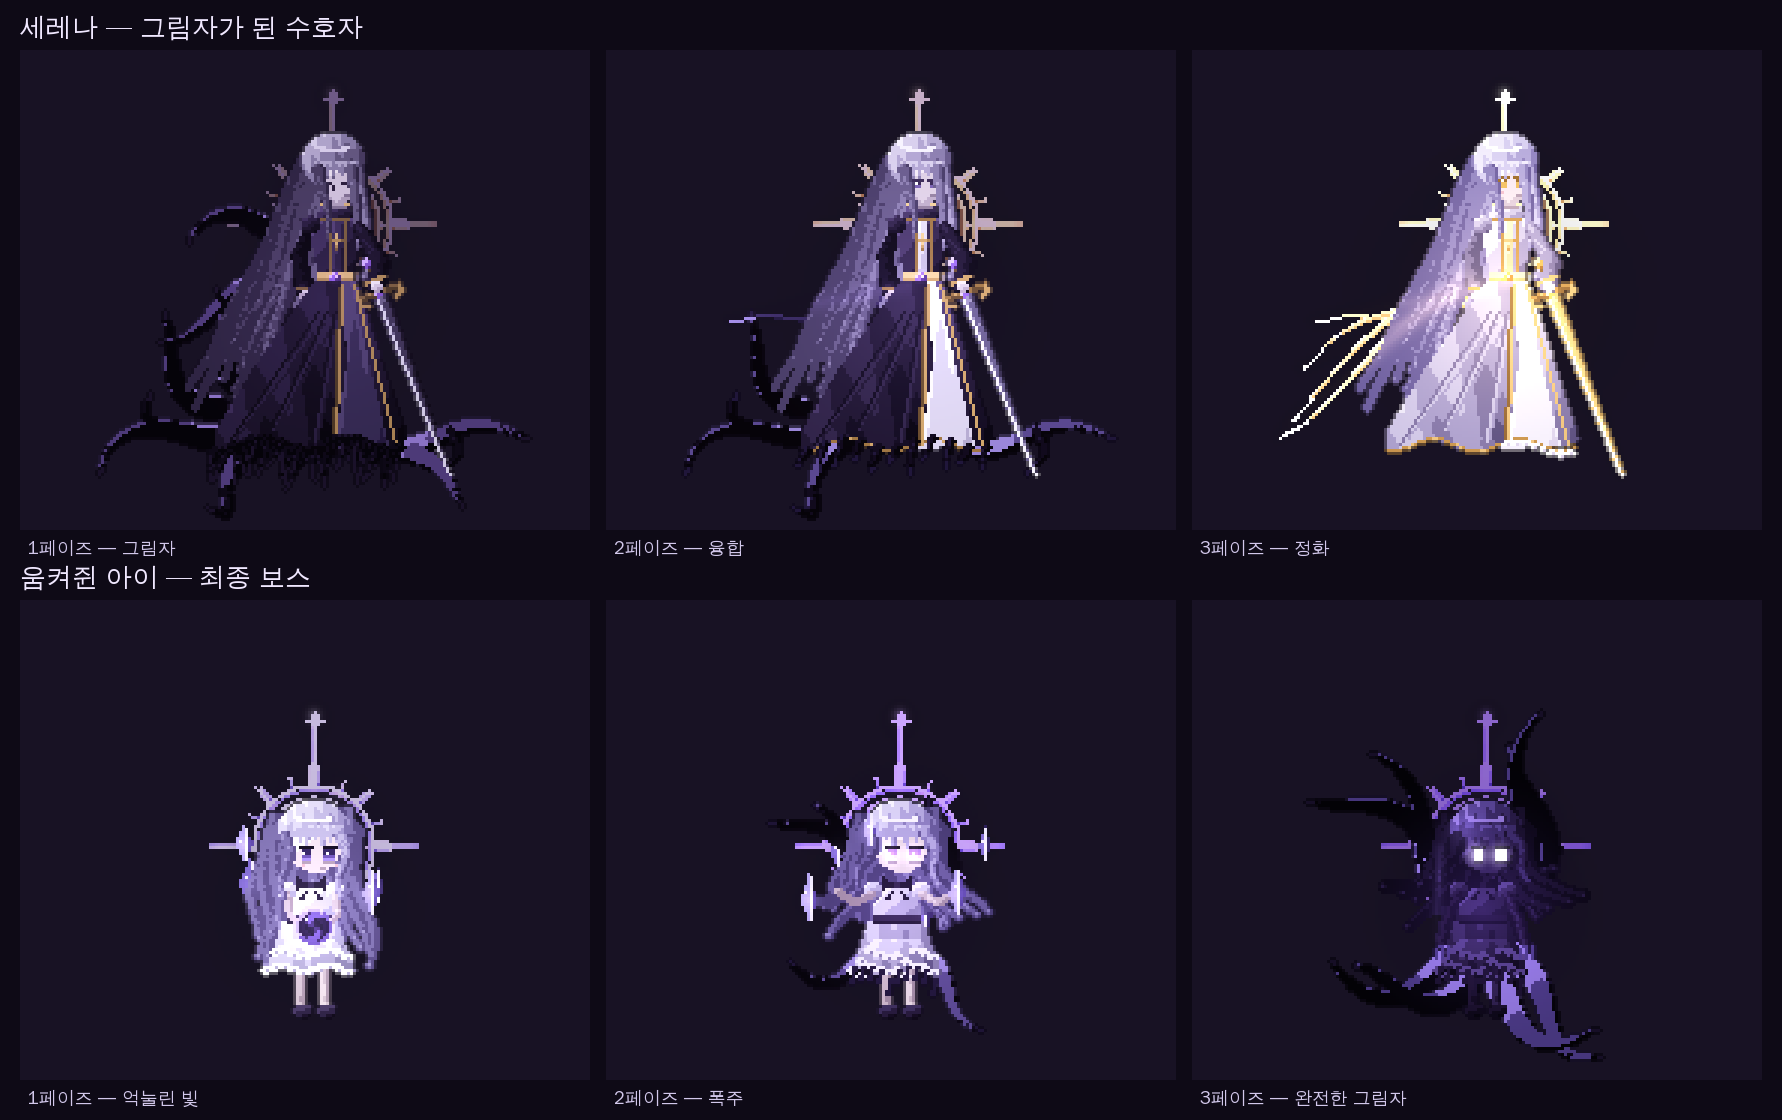 세레나 — 그림자가 된 수호자
1페이즈 — 그림자
2페이즈 — 융합
3페이즈 — 정화
움켜쥔 아이 — 최종 보스
1페이즈 — 억눌린 빛
2페이즈 — 폭주
3페이즈 — 완전한 그림자